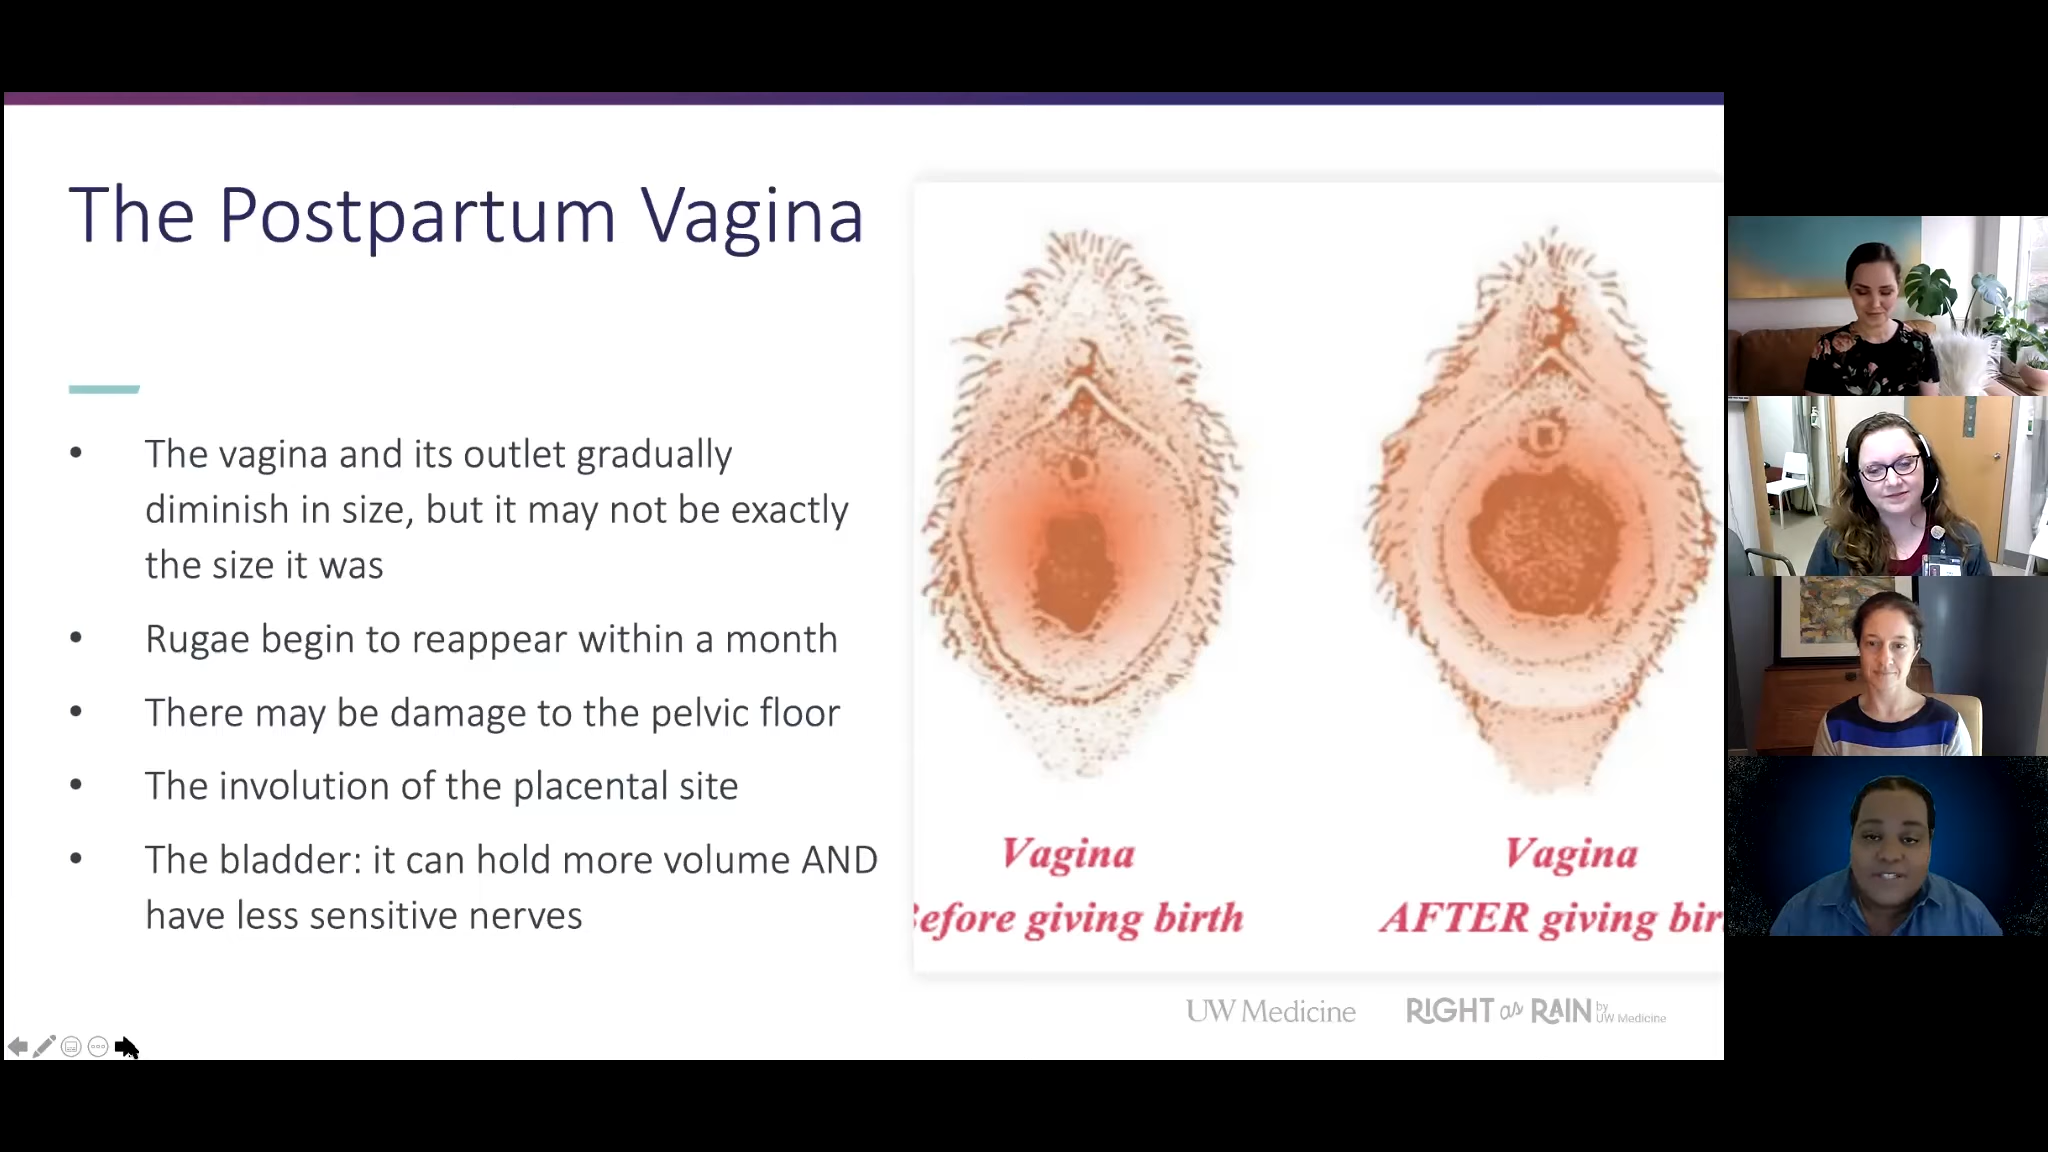 The Postpartum Vagina
• The vagina and its outlet gradually
diminish in size, but it may not be exactly
the size it was
• Rugae begin to reappear within a month
• There may be damage to the pelvic floor
• The involution of the placental site
• The bladder: it can hold more volume AND
have less sensitive nerves
Vagina
efore giving birth
Vagina
AFTER giving bir
UW Medicine
RIGHT as RAIN by
UW Medicine